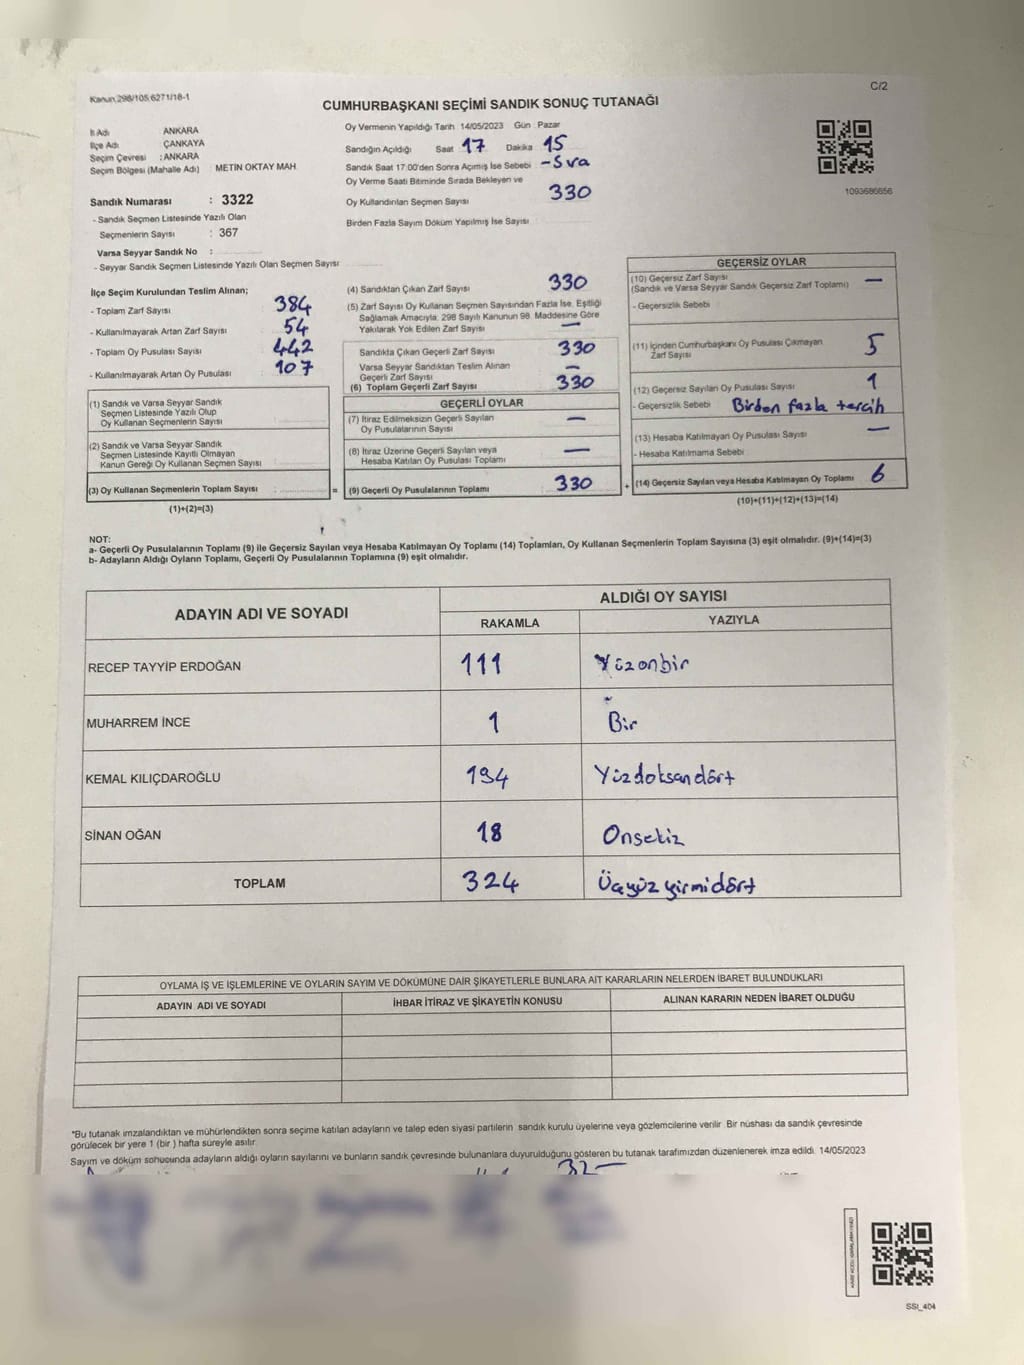 Kanun,298/105,6271/18-1
C/2
CUMHURBAŞKANI SEÇİMİ SANDIK SONUÇ TUTANAĞI
İl Adı ANKARA
İlçe Adı ÇANKAYA
Seçim Çevresi : ANKARA
Seçim Bölgesi (Mahalle Adı) METİN OKTAY MAH
Sandık Numarası : 3322
- Sandık Seçmen Listesinde Yazılı Olan
Seçmenlerin Sayısı : 367
Varsa Seyyar Sandık No :
- Seyyar Sandık Seçmen Listesinde Yazılı Olan Seçmen Sayısı
Oy Vermenin Yapıldığı Tarih 14/05/2023 Gün Pazar
Sandığın Açıldığı Saat 17 Dakika 15
Sandık Saat 17:00'den Sonra Açımış İse Sebebi -Sıra
Oy Verme Saati Bitiminde Sırada Bekleyen ve
Oy Kullandırılan Seçmen Sayısı 330
Birden Fazla Sayım Döküm Yapılmış İse Sayısı
1093686656
İlçe Seçim Kurulundan Teslim Alınan;
- Toplam Zarf Sayısı 384
- Kullanılmayarak Artan Zarf Sayısı 54
- Toplam Oy Pusulası Sayısı 442
- Kullanılmayarak Artan Oy Pusulası 107
(1) Sandık ve Varsa Seyyar Sandık
Seçmen Listesinde Yazılı Olup
Oy Kullanan Seçmenlerin Sayısı
(2) Sandık ve Varsa Seyyar Sandık
Seçmen Listesinde Kayıtlı Olmayan
Kanun Gereği Oy Kullanan Seçmen Sayısı
(3) Oy Kullanan Seçmenlerin Toplam Sayısı =
(1)+(2)=(3)
(4) Sandıktan Çıkan Zarf Sayısı 330
(5) Zarf Sayısı Oy Kullanan Seçmen Sayısından Fazla İse, Eşitliği
Sağlamak Amacıyla, 298 Sayılı Kanunun 98. Maddesine Göre
Yakılarak Yok Edilen Zarf Sayısı —
Sandıkta Çıkan Geçerli Zarf Sayısı 330
Varsa Seyyar Sandıktan Teslim Alınan
Geçerli Zarf Sayısı —
(6) Toplam Geçerli Zarf Sayısı 330
GEÇERLİ OYLAR
(7) İtiraz Edilmeksizin Geçerli Sayılan
Oy Pusulalarının Sayısı —
(8) İtiraz Üzerine Geçerli Sayılan veya
Hesaba Katılan Oy Pusulası Toplamı —
(9) Geçerli Oy Pusulalarının Toplamı 330 +
GEÇERSİZ OYLAR
(10) Geçersiz Zarf Sayısı
(Sandık ve Varsa Seyyar Sandık Geçersiz Zarf Toplamı) —
- Geçersizlik Sebebi
(11) İçinden Cumhurbaşkanı Oy Pusulası Çıkmayan
Zarf Sayısı 5
(12) Geçersiz Sayılan Oy Pusulası Sayısı 1
- Geçersizlik Sebebi Birden fazla tercih
(13) Hesaba Katılmayan Oy Pusulası Sayısı —
- Hesaba Katılmama Sebebi
(14) Geçersiz Sayılan veya Hesaba Katılmayan Oy Toplamı 6
(10)+(11)+(12)+(13)=(14)
NOT:
a- Geçerli Oy Pusulalarının Toplamı (9) ile Geçersiz Sayılan veya Hesaba Katılmayan Oy Toplamı (14) Toplamları, Oy Kullanan Seçmenlerin Toplam Sayısına (3) eşit olmalıdır. (9)+(14)=(3)
b- Adayların Aldığı Oyların Toplamı, Geçerli Oy Pusulalarının Toplamına (9) eşit olmalıdır.
ADAYIN ADI VE SOYADI
ALDIĞI OY SAYISI
RAKAMLA YAZIYLA
RECEP TAYYİP ERDOĞAN 111 Yüzonbir
MUHARREM İNCE 1 Bir
KEMAL KILIÇDAROĞLU 194 Yüzdoksandört
SİNAN OĞAN 18 Onsekiz
TOPLAM 324 Üçyüzyirmidört
OYLAMA İŞ VE İŞLEMLERİNE VE OYLARIN SAYIM VE DÖKÜMÜNE DAİR ŞİKAYETLERLE BUNLARA AİT KARARLARIN NELERDEN İBARET BULUNDUKLARI
ADAYIN ADI VE SOYADI İHBAR İTİRAZ VE ŞİKAYETİN KONUSU ALINAN KARARIN NEDEN İBARET OLDUĞU
*Bu tutanak imzalandıktan ve mühürlendikten sonra seçime katılan adayların ve talep eden siyasi partilerin sandık kurulu üyelerine veya gözlemcilerine verilir. Bir nüshası da sandık çevresinde
görülecek bir yere 1 (bir ) hafta süreyle asılır.
Sayım ve döküm sonucunda adayların aldığı oyların sayılarını ve bunların sandık çevresinde bulunanlara duyurulduğunu gösteren bu tutanak tarafımızdan düzenlenerek imza edildi. 14/05/2023
SSI_404